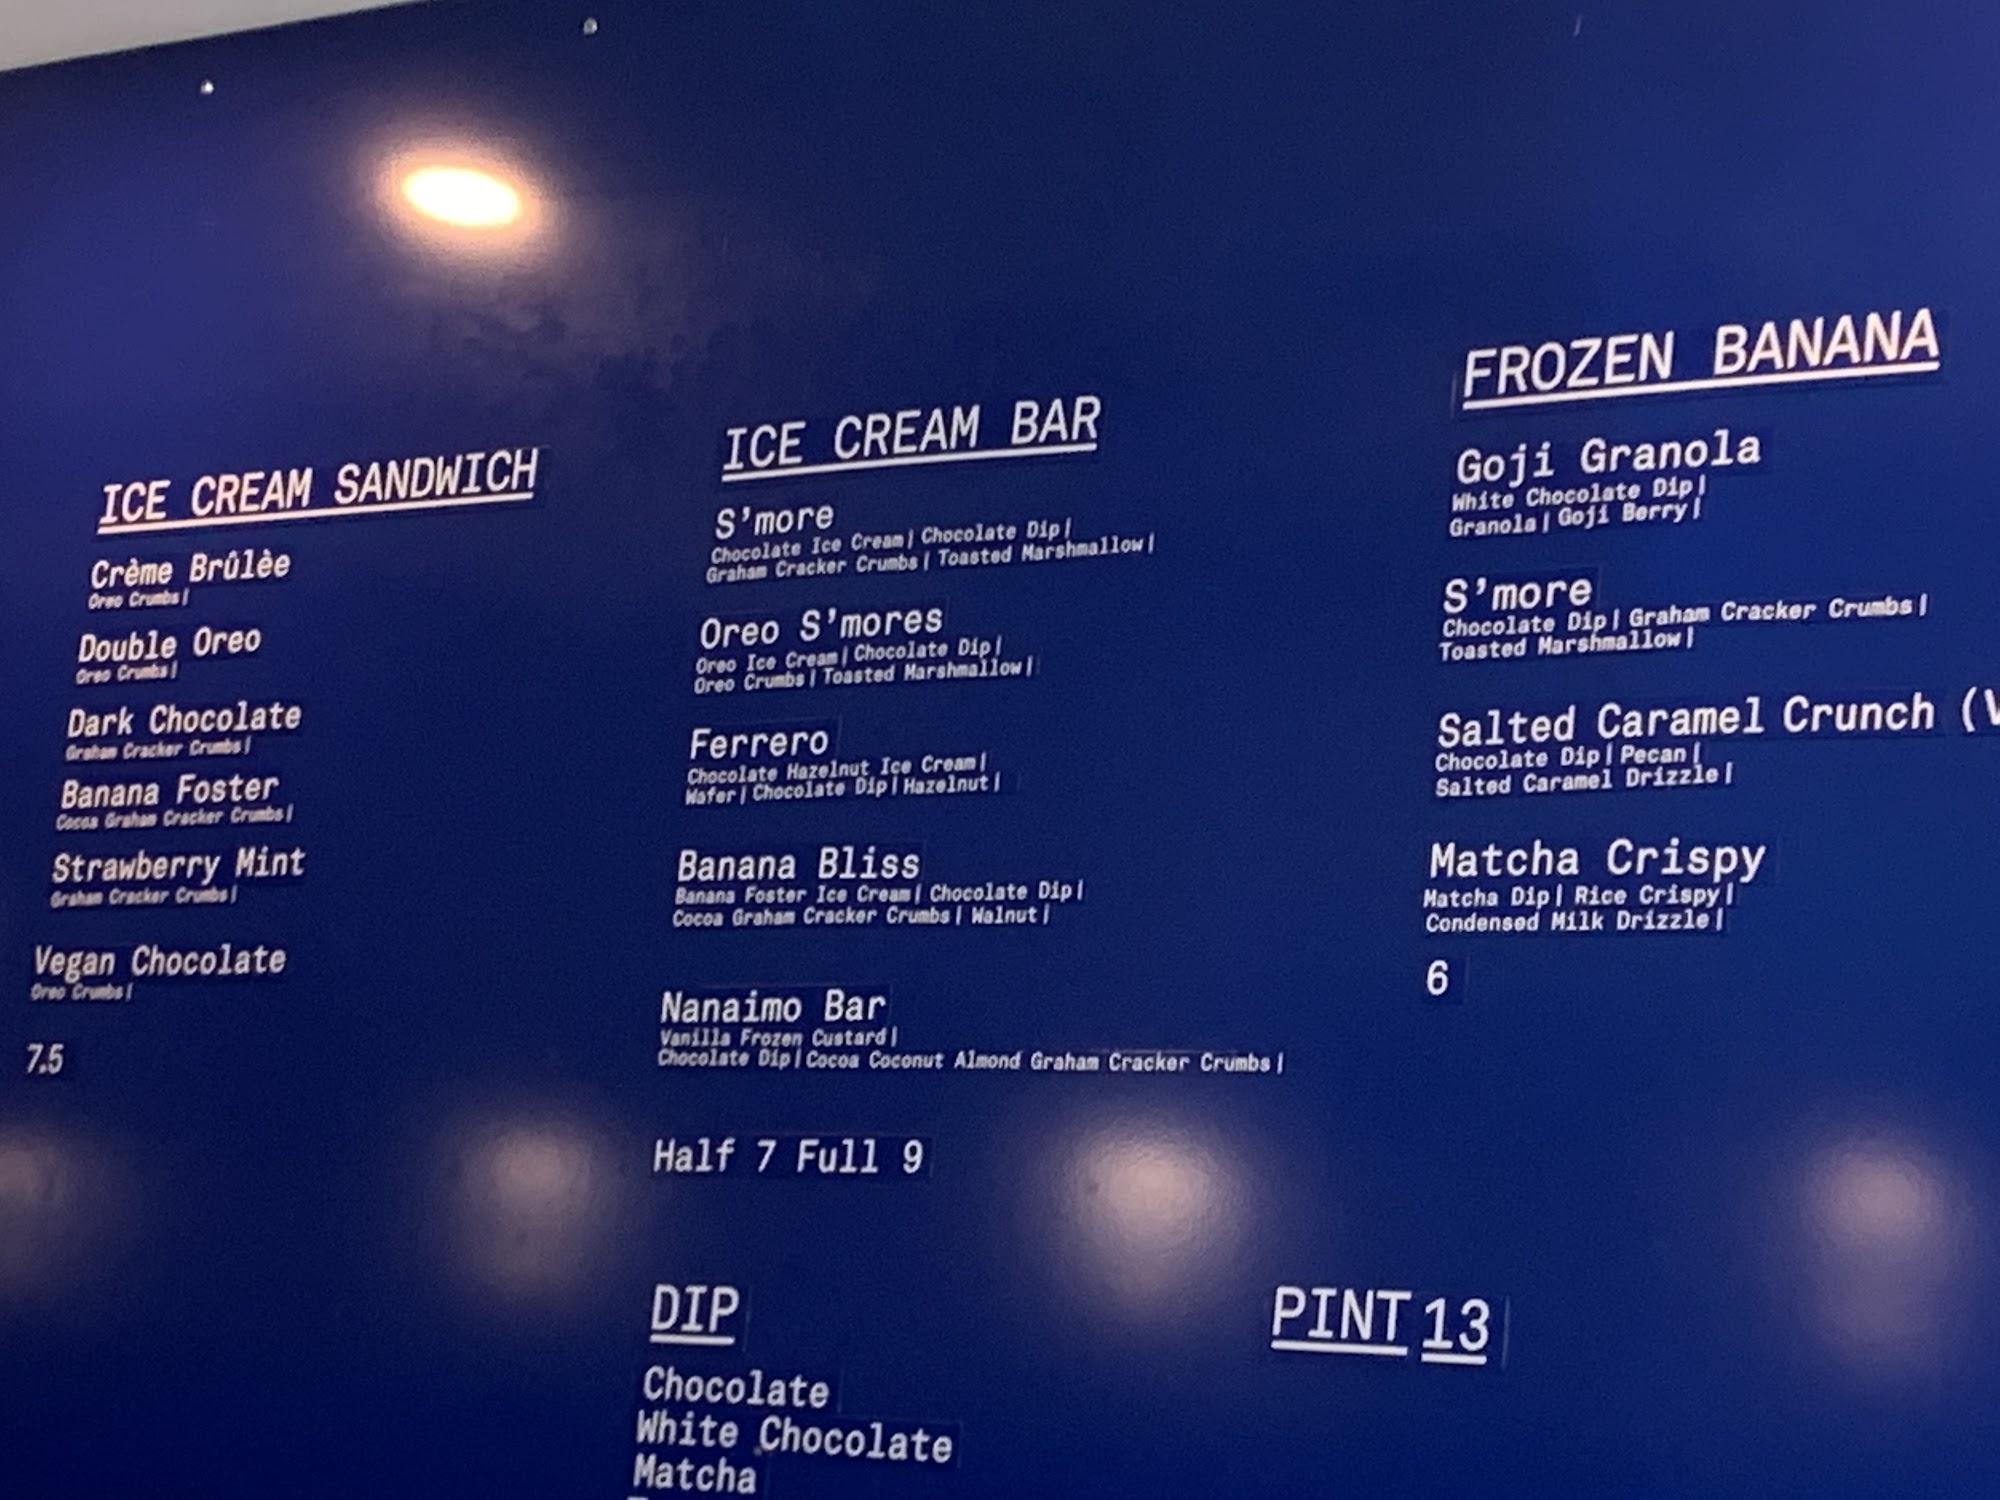 ICE CREAM SANDWICH
Crème Brûlèe
Oreo Crumbs|
Double Oreo
Oreo Crumbs|
Dark Chocolate
Graham Cracker Crumbs|
Banana Foster
Cocoa Graham Cracker Crumbs|
Strawberry Mint
Graham Cracker Crumbs|
Vegan Chocolate
Oreo Crumbs|
7.5
ICE CREAM BAR
S'more
Chocolate Ice Cream| Chocolate Dip|
Graham Cracker Crumbs| Toasted Marshmallow|
Oreo S'mores
Oreo Ice Cream| Chocolate Dip|
Oreo Crumbs| Toasted Marshmallow|
Ferrero
Chocolate Hazelnut Ice Cream|
Wafer| Chocolate Dip| Hazelnut|
Banana Bliss
Banana Foster Ice Cream| Chocolate Dip|
Cocoa Graham Cracker Crumbs| Walnut|
Nanaimo Bar
Vanilla Frozen Custard|
Chocolate Dip| Cocoa Coconut Almond Graham Cracker Crumbs|
Half 7 Full 9
FROZEN BANANA
Goji Granola
White Chocolate Dip|
Granola| Goji Berry|
S'more
Chocolate Dip| Graham Cracker Crumbs|
Toasted Marshmallow|
Salted Caramel Crunch (V
Chocolate Dip| Pecan|
Salted Caramel Drizzle|
Matcha Crispy
Matcha Dip| Rice Crispy|
Condensed Milk Drizzle|
6
DIP
Chocolate
White Chocolate
Matcha
PINT 13